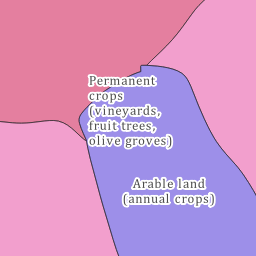 Permanent
crops
(vineyards,
fruit trees,
olive groves)
Arable land
(annual crops)